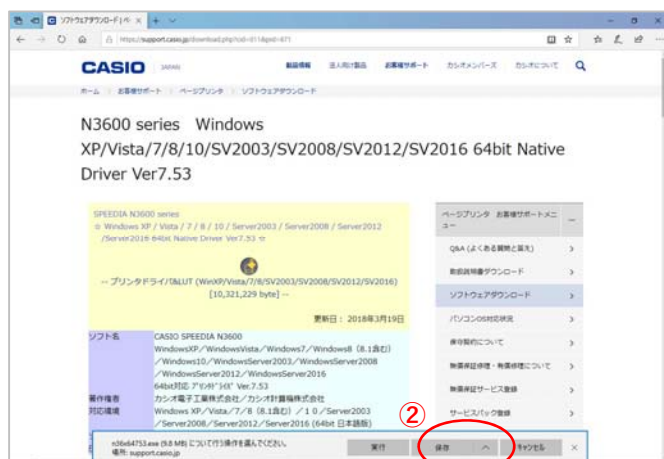 ソフトウェアダウンロード | ペ
https://support.casio.jp/download.php?cid=011&pid=671
CASIO JAPAN 製品情報 法人向け製品 お客様サポート カシオメンバーズ カシオについて
ホーム お客様サポート ページプリンタ ソフトウェアダウンロード
N3600 series Windows
XP/Vista/7/8/10/SV2003/SV2008/SV2012/SV2016 64bit Native
Driver Ver7.53
SPEEDIA N3600 series
☆ Windows XP / Vista / 7 / 8 / 10 / Server2003 / Server2008 / Server2012
/Server2016 64bit Native Driver Ver.7.53 ☆
-- プリンタドライバ&LUT (WinXP/Vista/7/8/SV2003/SV2008/SV2012/SV2016)
[10,321,229 byte] --
更新日： 2018年3月19日
ソフト名 CASIO SPEEDIA N3600
WindowsXP／WindowsVista／Windows7／Windows8（8.1含む）
／Windows10／WindowsServer2003／WindowsServer2008
／WindowsServer2012／WindowsServer2016
64bit対応 ﾌﾟﾘﾝﾀﾄﾞﾗｲﾊﾞ Ver.7.53
著作権者 カシオ電子工業株式会社／カシオ計算機株式会社
対応環境 Windows XP／Vista／7／8（8.1含む）／１０／Server2003
／Server2008／Server2012／Server2016 (64bit 日本語版)
ページプリンタ お客様サポートメニ
ュー
Q&A (よくある質問と答え)
取扱説明書ダウンロード
ソフトウェアダウンロード
パソコンOS対応状況
保守契約について
無償保証修理・有償修理について
無償保証サービス登録
サービスパック登録
②
n36x64753.exe (9.8 MB) について行う操作を選んでください。
場所: support.casio.jp
実行 保存 キャンセル